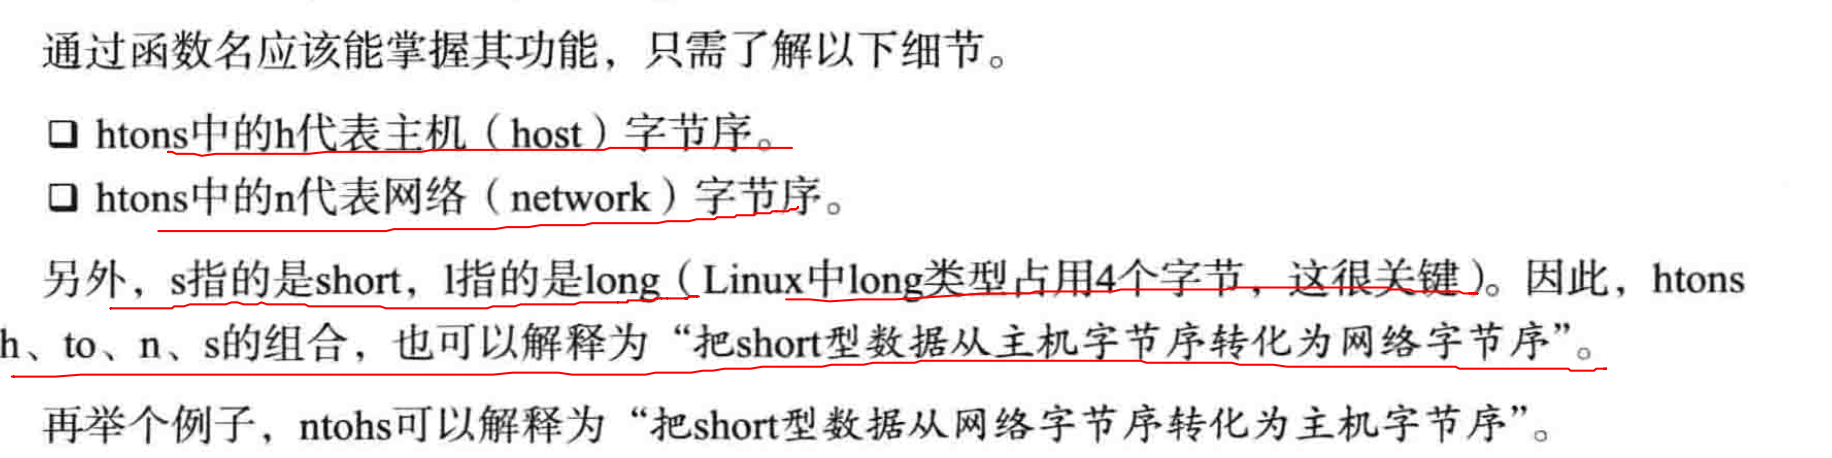 通过函数名应该能掌握其功能，只需了解以下细节。
❑ htons中的h代表主机（host）字节序。
❑ htons中的n代表网络（network）字节序。
另外，s指的是short，l指的是long（Linux中long类型占用4个字节，这很关键）。因此，htons
h、to、n、s的组合，也可以解释为“把short型数据从主机字节序转化为网络字节序”。
再举个例子，ntohs可以解释为“把short型数据从网络字节序转化为主机字节序”。